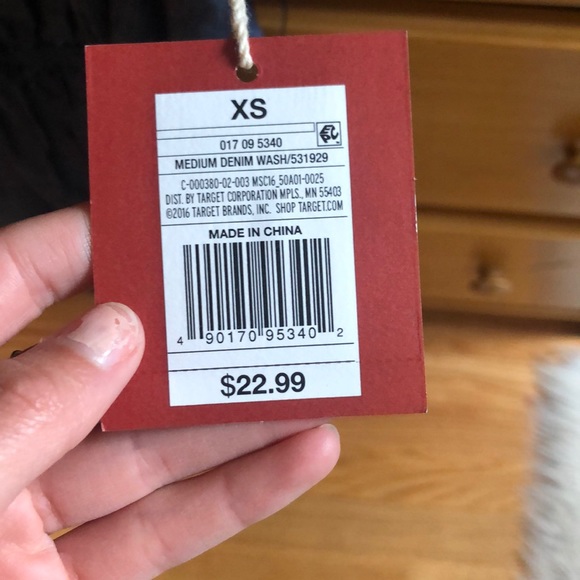 XS
017 09 5340
MEDIUM DENIM WASH/531929
C-000380-02-003 MSC16_50A01-0025
DIST. BY TARGET CORPORATION MPLS., MN 55403
©2016 TARGET BRANDS, INC. SHOP TARGET.COM
MADE IN CHINA
4 90170 95340 2
$22.99